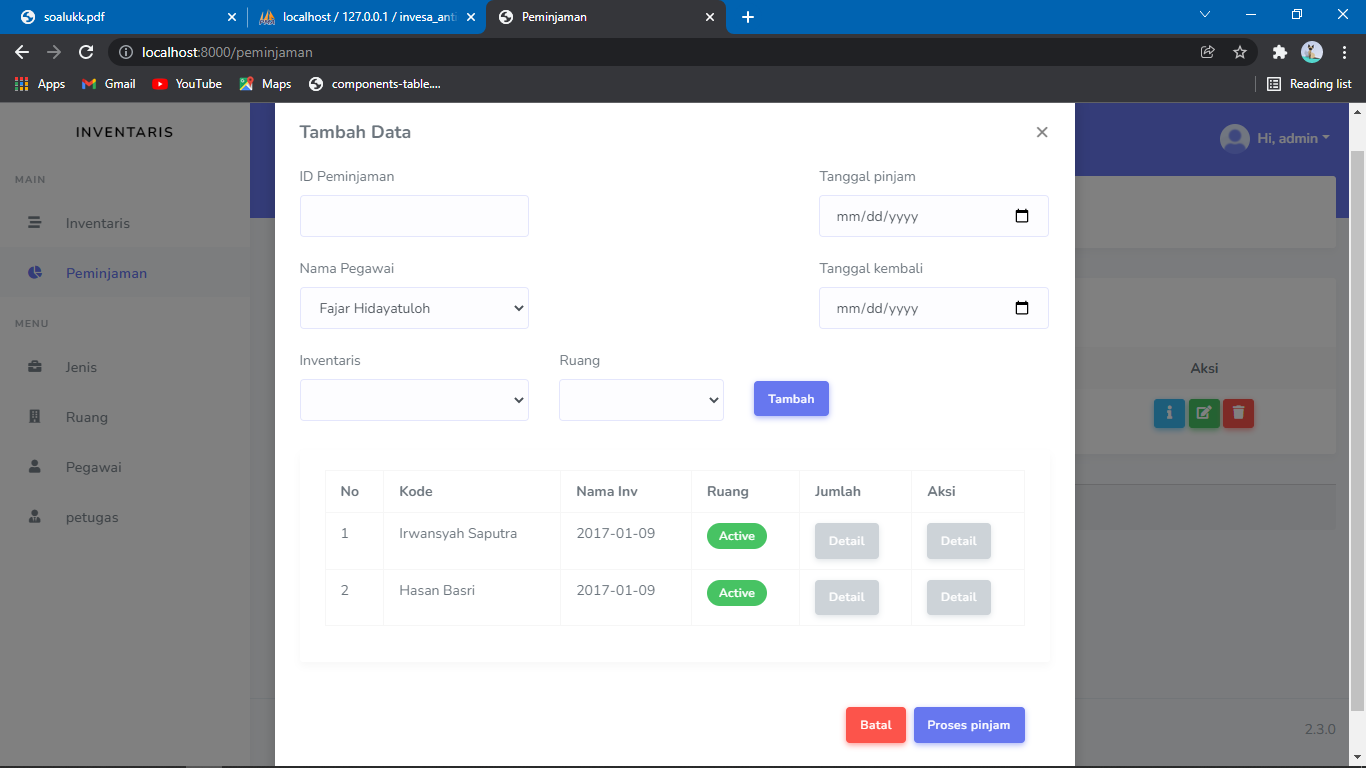 soalukk.pdf
localhost / 127.0.0.1 / invesa_anti
Peminjaman
localhost:8000/peminjaman
Apps
Gmail
YouTube
Maps
components-table....
Reading list
INVENTARIS
MAIN
Inventaris
Peminjaman
MENU
Jenis
Ruang
Pegawai
petugas
Hi, admin
Tambah Data
ID Peminjaman
Tanggal pinjam
mm/dd/yyyy
Nama Pegawai
Tanggal kembali
Fajar Hidayatuloh
mm/dd/yyyy
Inventaris
Ruang
Tambah
Aksi
No Kode Nama Inv Ruang Jumlah Aksi
1 Irwansyah Saputra 2017-01-09 Active Detail Detail
2 Hasan Basri 2017-01-09 Active Detail Detail
Batal
Proses pinjam
2.3.0